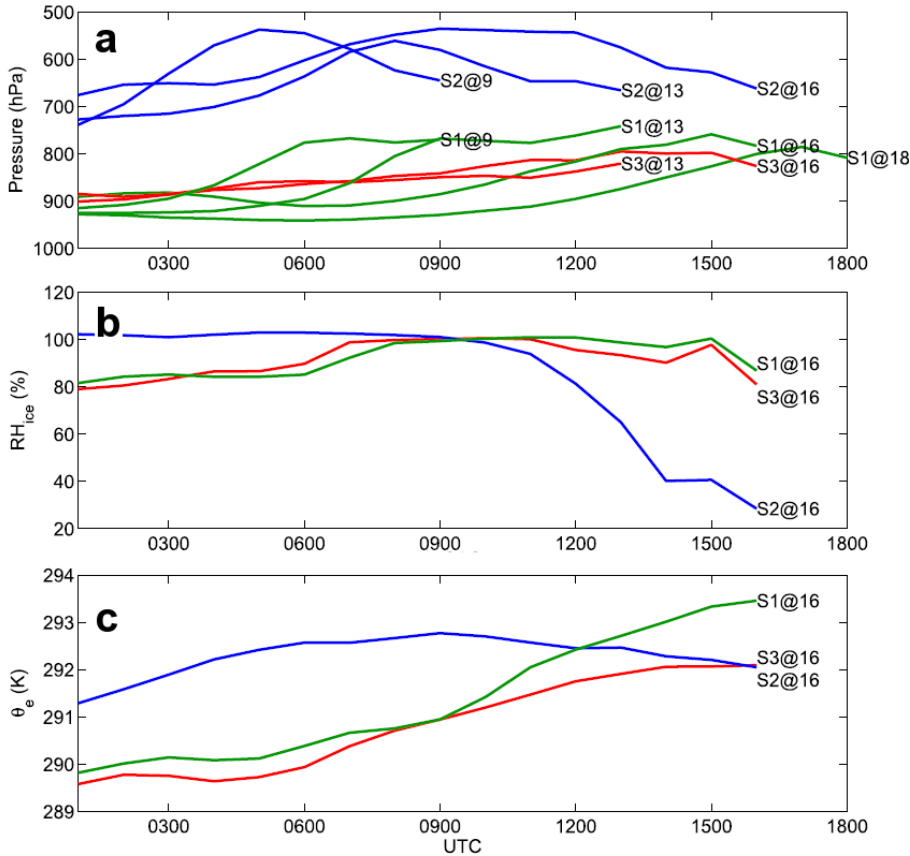 a
Pressure (hPa)
500
600
700
800
900
1000
S2@9
S2@13
S2@16
S1@9
S1@13
S1@16
S1@18
S3@13
S3@16
0300 0600 0900 1200 1500 1800
b
RHice (%)
120
100
80
60
40
20
S1@16
S3@16
S2@16
0300 0600 0900 1200 1500 1800
c
θe (K)
294
293
292
291
290
289
S1@16
S3@16
S2@16
0300 0600 0900 1200 1500 1800
UTC